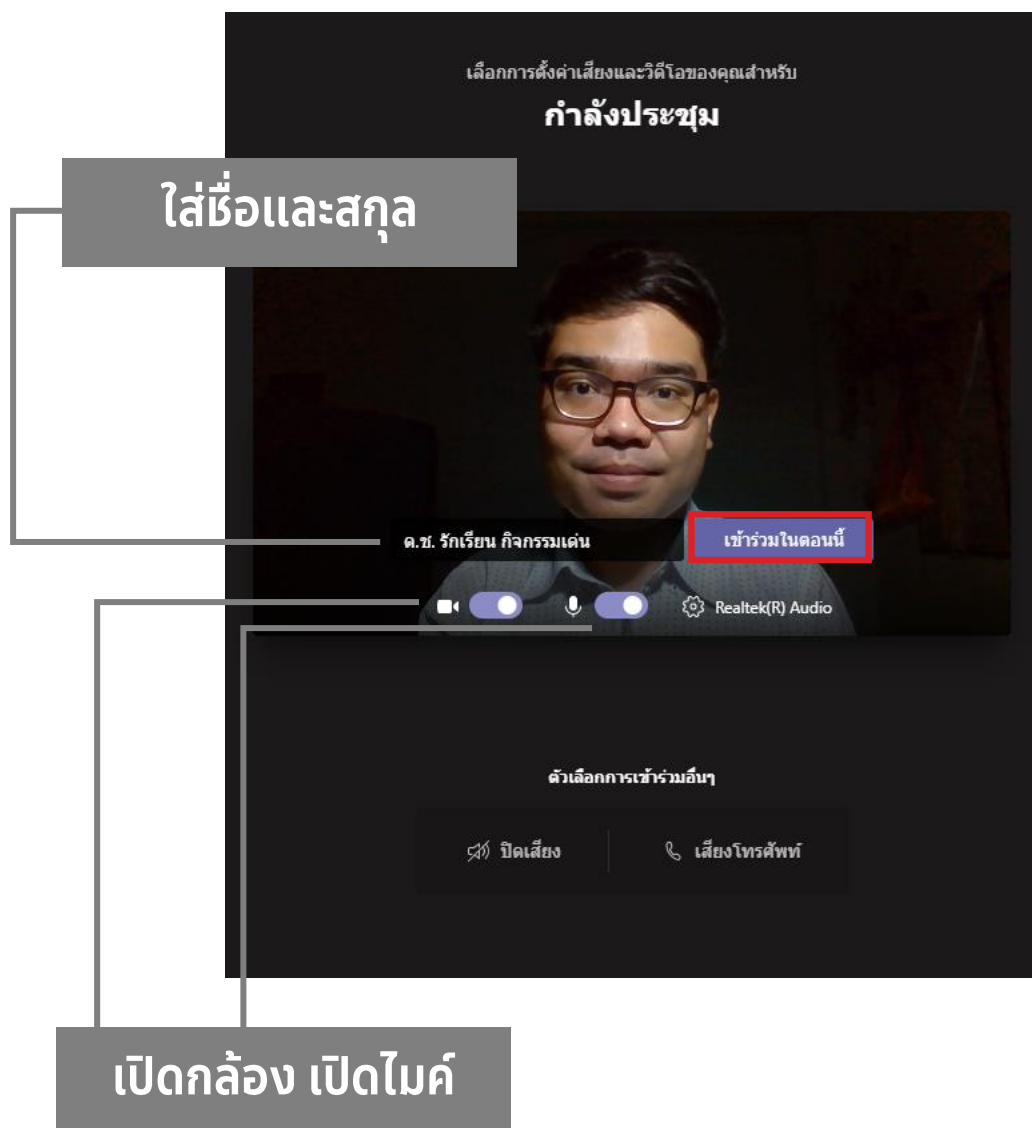 เลือกการตั้งค่าเสียงและวิดีโอของคุณสำหรับ
กำลังประชุม
ใส่ชื่อและสกุล
ด.ช. รักเรียน กิจกรรมเด่น
เข้าร่วมในตอนนี้
Realtek(R) Audio
ตัวเลือกการเข้าร่วมอื่นๆ
ปิดเสียง
เสียงโทรศัพท์
เปิดกล้อง เปิดไมค์